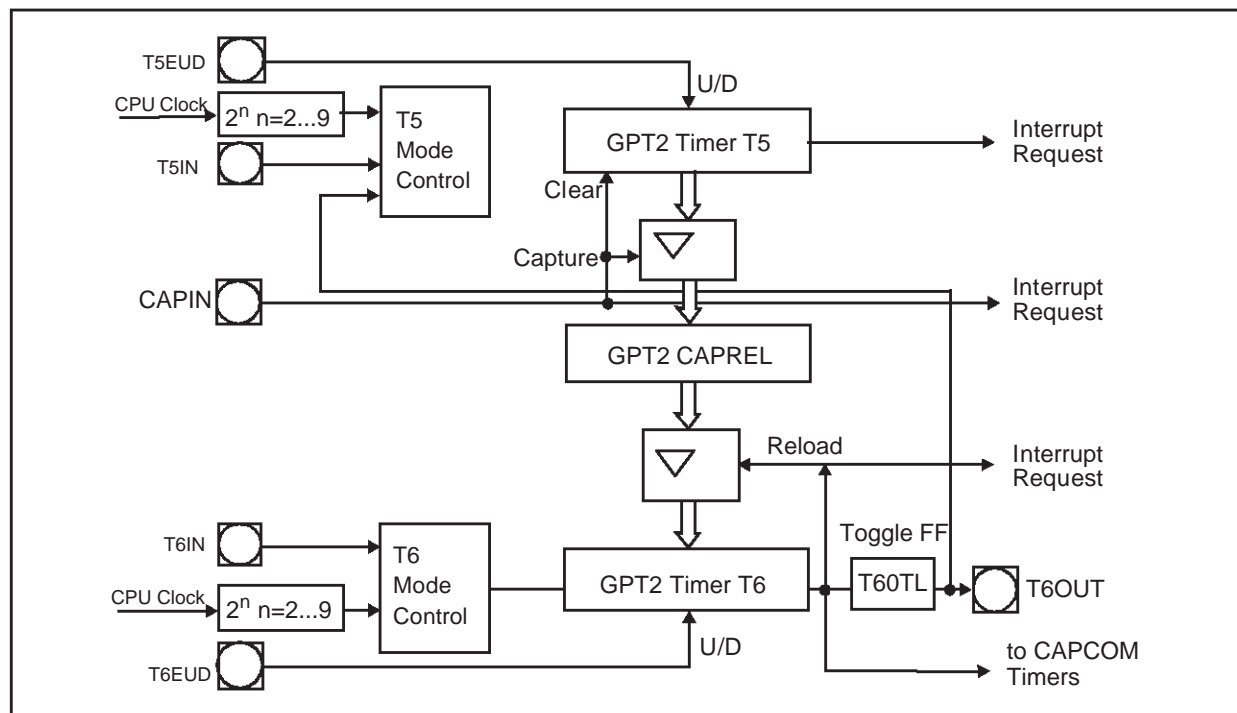 T5EUD
U/D
CPU Clock
2n n=2...9
T5
Mode
Control
GPT2 Timer T5
Interrupt
Request
T5IN
Clear
Capture
CAPIN
Interrupt
Request
GPT2 CAPREL
Reload
Interrupt
Request
T6IN
T6
Mode
Control
Toggle FF
GPT2 Timer T6
T60TL
T6OUT
CPU Clock
2n n=2...9
U/D
T6EUD
to CAPCOM
Timers